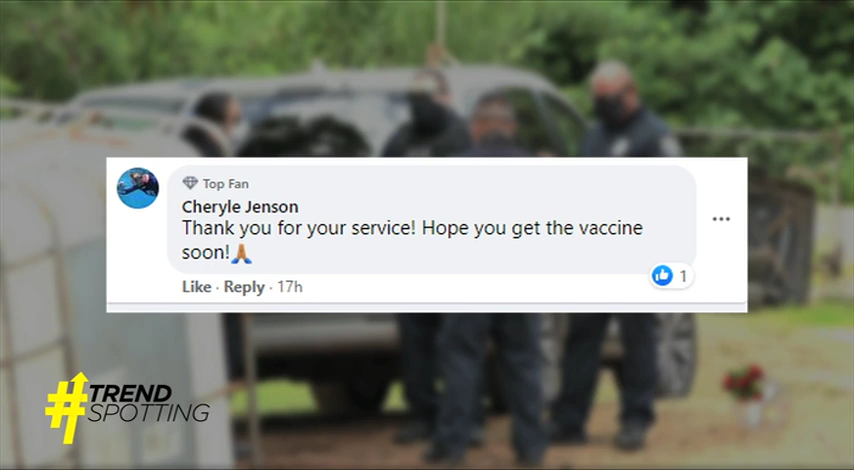 Top Fan
Cheryle Jenson
Thank you for your service! Hope you get the vaccine
soon!🙏🏽
Like · Reply · 17h
1
#TREND
SPOTTING